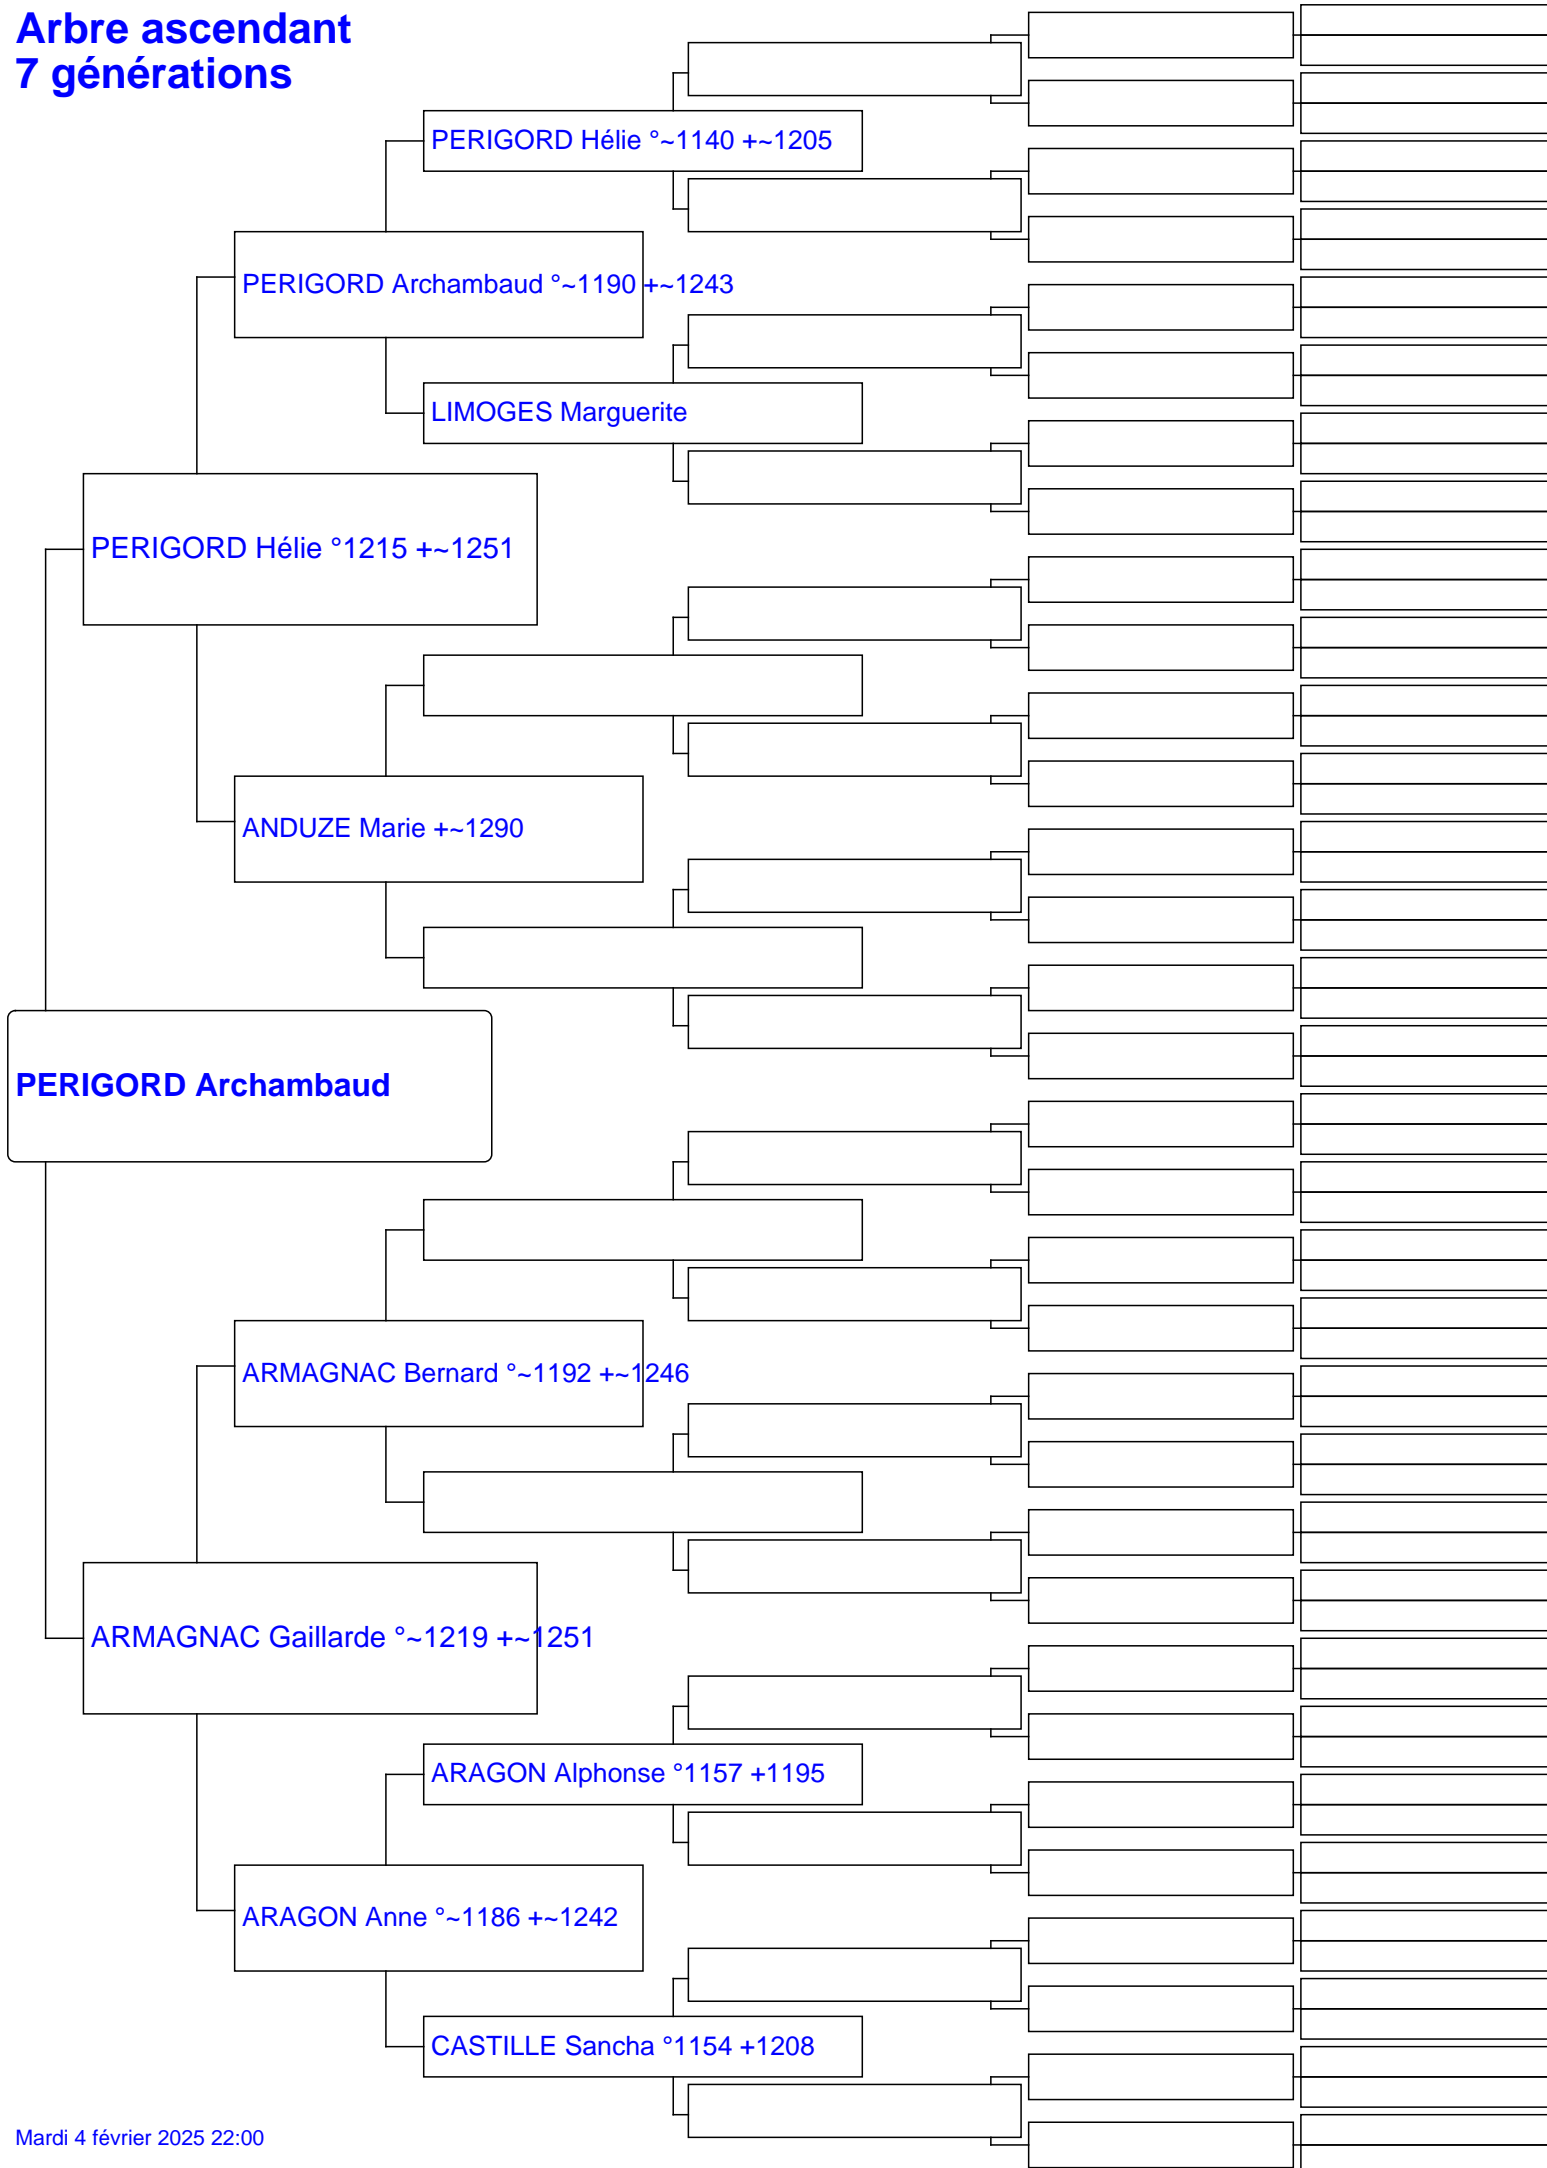 Arbre ascendant
7 générations
PERIGORD Hélie °~1140 +~1205
PERIGORD Archambaud °~1190 +~1243
LIMOGES Marguerite
PERIGORD Hélie °1215 +~1251
ANDUZE Marie +~1290
PERIGORD Archambaud
ARMAGNAC Bernard °~1192 +~1246
ARMAGNAC Gaillarde °~1219 +~1251
ARAGON Alphonse °1157 +1195
ARAGON Anne °~1186 +~1242
CASTILLE Sancha °1154 +1208
Mardi 4 février 2025 22:00